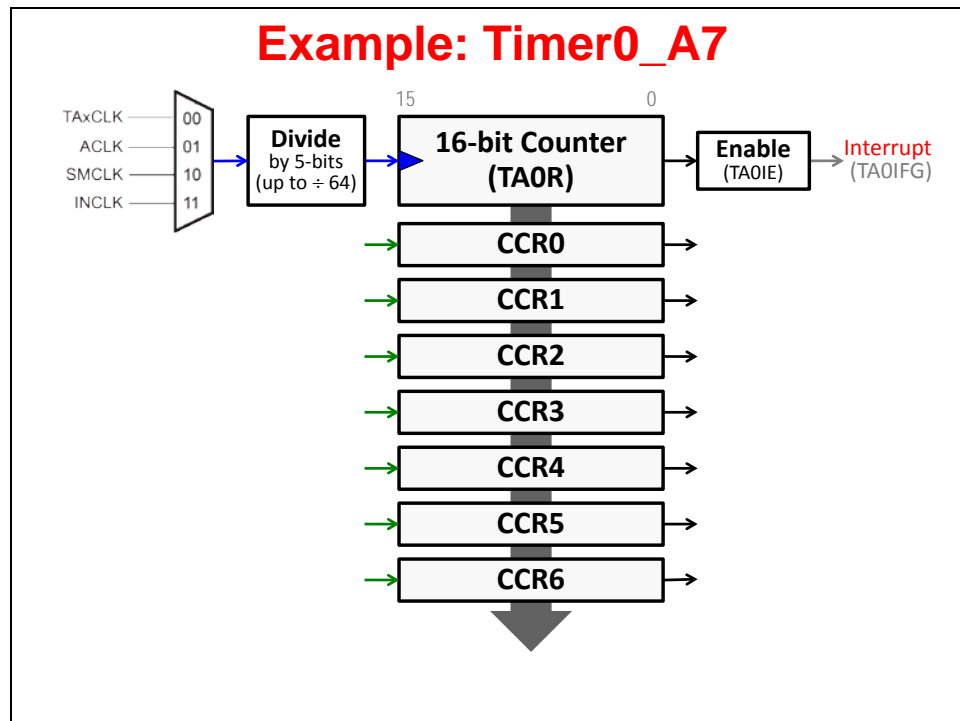 Example: Timer0_A7
15
0
TAxCLK
00
ACLK
01
SMCLK
10
INCLK
11
Divide
by 5-bits
(up to ÷ 64)
16-bit Counter
(TA0R)
Enable
(TA0IE)
Interrupt
(TA0IFG)
CCR0
CCR1
CCR2
CCR3
CCR4
CCR5
CCR6